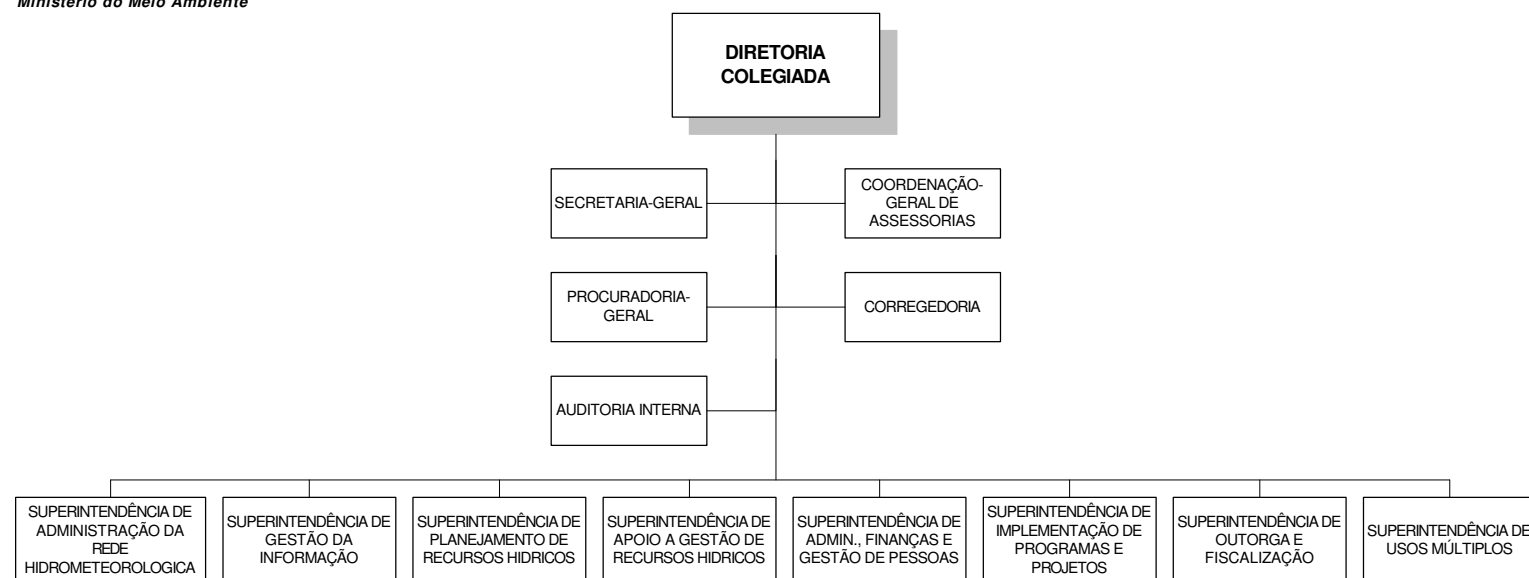 Ministério do Meio Ambiente
DIRETORIA
COLEGIADA
SECRETARIA-GERAL
COORDENAÇÃO-
GERAL DE
ASSESSORIAS
PROCURADORIA-
GERAL
CORREGEDORIA
AUDITORIA INTERNA
SUPERINTENDÊNCIA DE
ADMINISTRAÇÃO DA
REDE
HIDROMETEOROLOGICA
SUPERINTENDÊNCIA DE
GESTÃO DA
INFORMAÇÃO
SUPERINTENDÊNCIA DE
PLANEJAMENTO DE
RECURSOS HIDRICOS
SUPERINTENDÊNCIA DE
APOIO A GESTÃO DE
RECURSOS HIDRICOS
SUPERINTENDÊNCIA DE
ADMIN., FINANÇAS E
GESTÃO DE PESSOAS
SUPERINTENDÊNCIA DE
IMPLEMENTAÇÃO DE
PROGRAMAS E
PROJETOS
SUPERINTENDÊNCIA DE
OUTORGA E
FISCALIZAÇÃO
SUPERINTENDÊNCIA DE
USOS MÚLTIPLOS